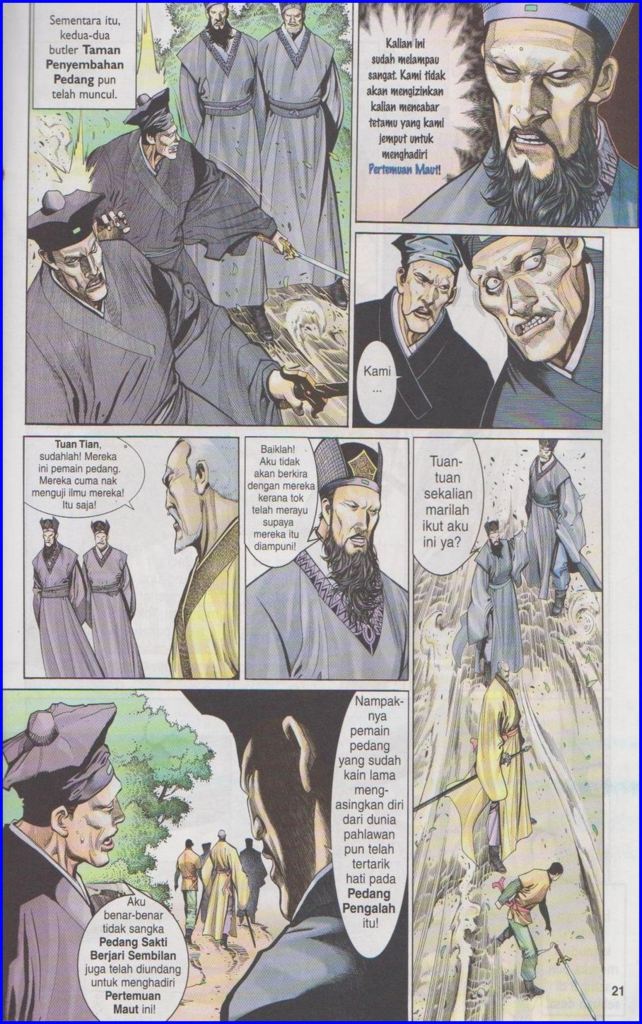 Sementara itu,
kedua-dua
butler Taman
Penyembahan
Pedang pun
telah muncul.
Kalian ini
sudah melampau
sangat. Kami tidak
akan mengizinkan
kalian mencabar
tetamu yang kami
jemput untuk
menghadiri
Pertemuan Maut!
Kami
...
Tuan Tian,
sudahlah! Mereka
ini pemain pedang.
Mereka cuma nak
menguji ilmu mereka!
Itu saja!
Baiklah!
Aku tidak
akan berkira
dengan mereka
kerana tok
telah merayu
supaya
mereka itu
diampuni!
Tuan-
tuan
sekalian
marilah
ikut aku
ini ya?
Nampak-
nya
pemain
pedang
yang sudah
kain lama
meng-
asingkan diri
dari dunia
pahlawan
pun telah
tertarik
hati pada
Pedang
Pengalah
itu!
Aku
benar-benar
tidak sangka
Pedang Sakti
Berjari Sembilan
juga telah diundang
untuk menghadiri
Pertemuan
Maut ini!
21